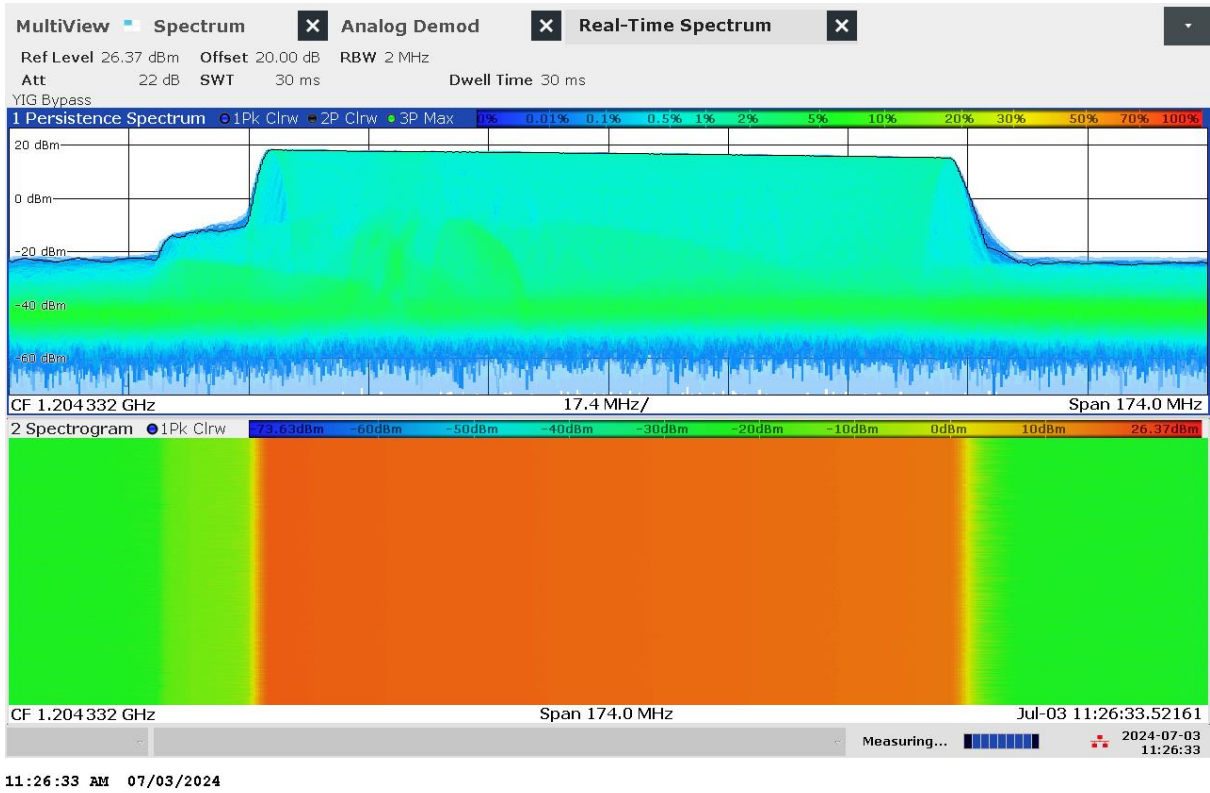 MultiView Spectrum X Analog Demod X Real-Time Spectrum X
Ref Level 26.37 dBm Offset 20.00 dB RBW 2 MHz
Att 22 dB SWT 30 ms Dwell Time 30 ms
YIG Bypass
1 Persistence Spectrum 1Pk Clrw 2P Clrw 3P Max 0% 0.01% 0.1% 0.5% 1% 2% 5% 10% 20% 30% 50% 70% 100%
20 dBm
0 dBm
-20 dBm
-40 dBm
-60 dBm
CF 1.204332 GHz 17.4 MHz/ Span 174.0 MHz
2 Spectrogram 1Pk Clrw -73.63dBm -60dBm -50dBm -40dBm -30dBm -20dBm -10dBm 0dBm 10dBm 26.37dBm
CF 1.204332 GHz Span 174.0 MHz Jul-03 11:26:33.52161
Measuring... 2024-07-03
11:26:33
11:26:33 AM 07/03/2024